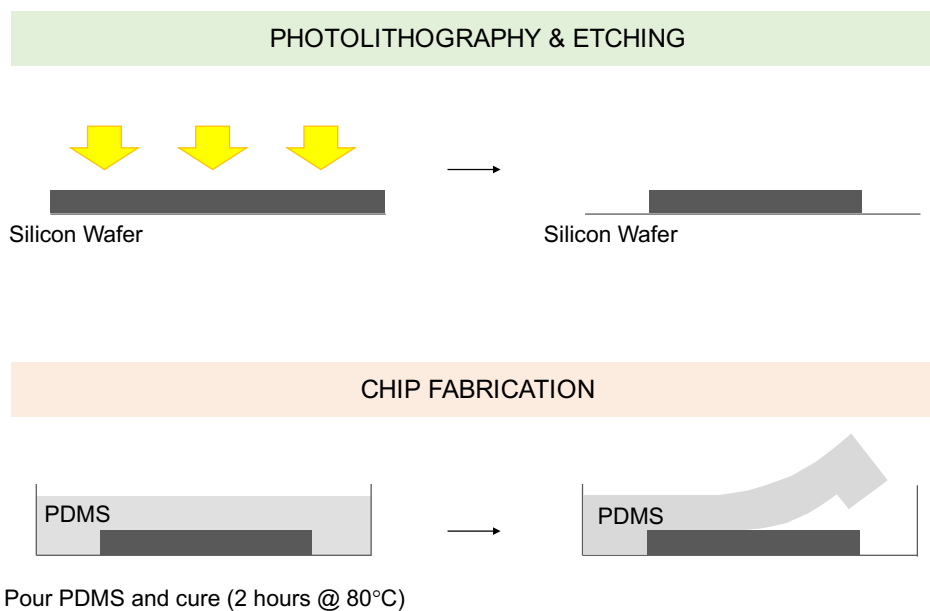 PHOTOLITHOGRAPHY & ETCHING
Silicon Wafer
Silicon Wafer
CHIP FABRICATION
PDMS
PDMS
Pour PDMS and cure (2 hours @ 80°C)